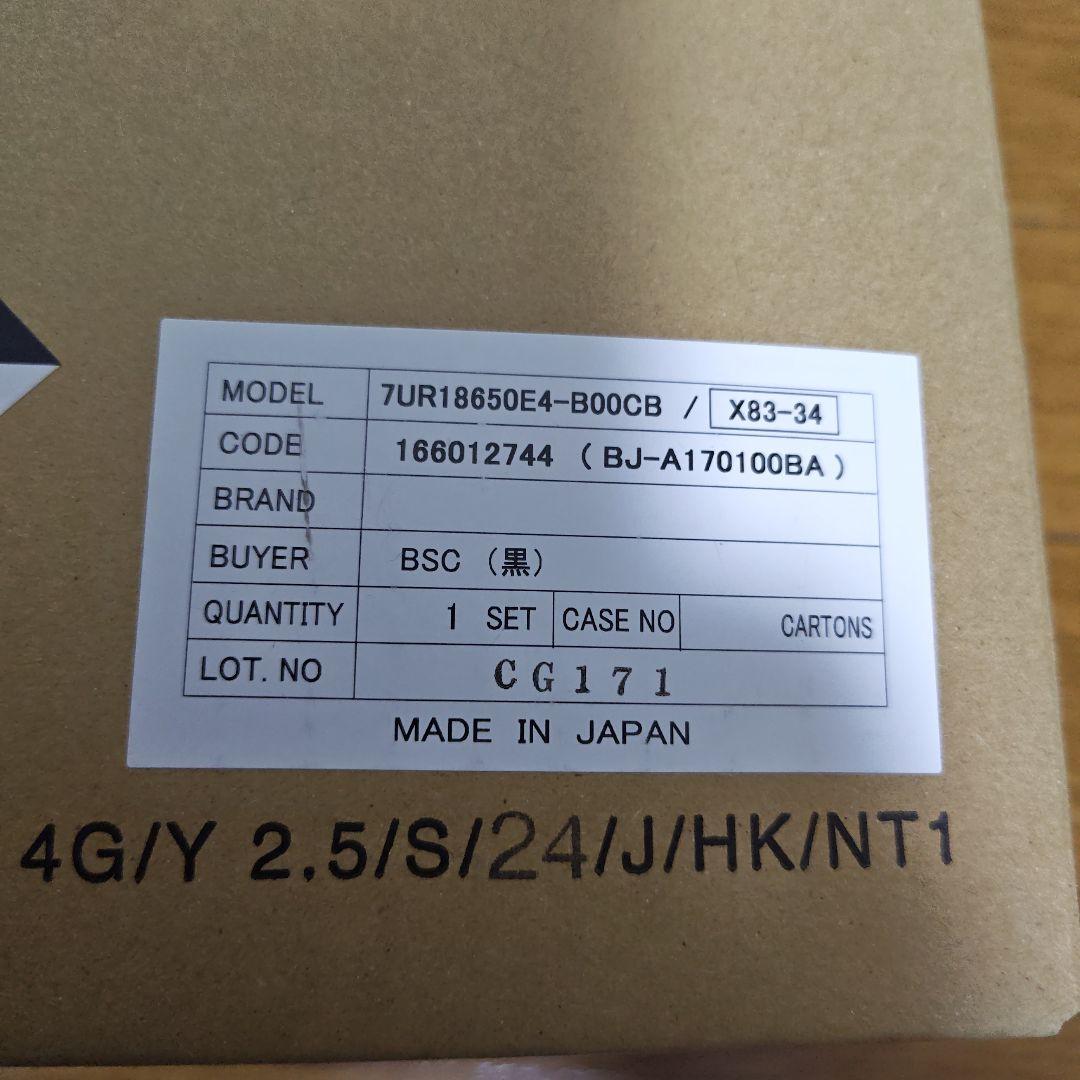 MODEL 7UR18650E4-B00CB / X83-34
CODE 166012744 (BJ-A170100BA)
BRAND
BUYER BSC (黒)
QUANTITY 1 SET CASE NO CARTONS
LOT. NO CG171
MADE IN JAPAN
4G/Y 2.5/S/24/J/HK/NT1